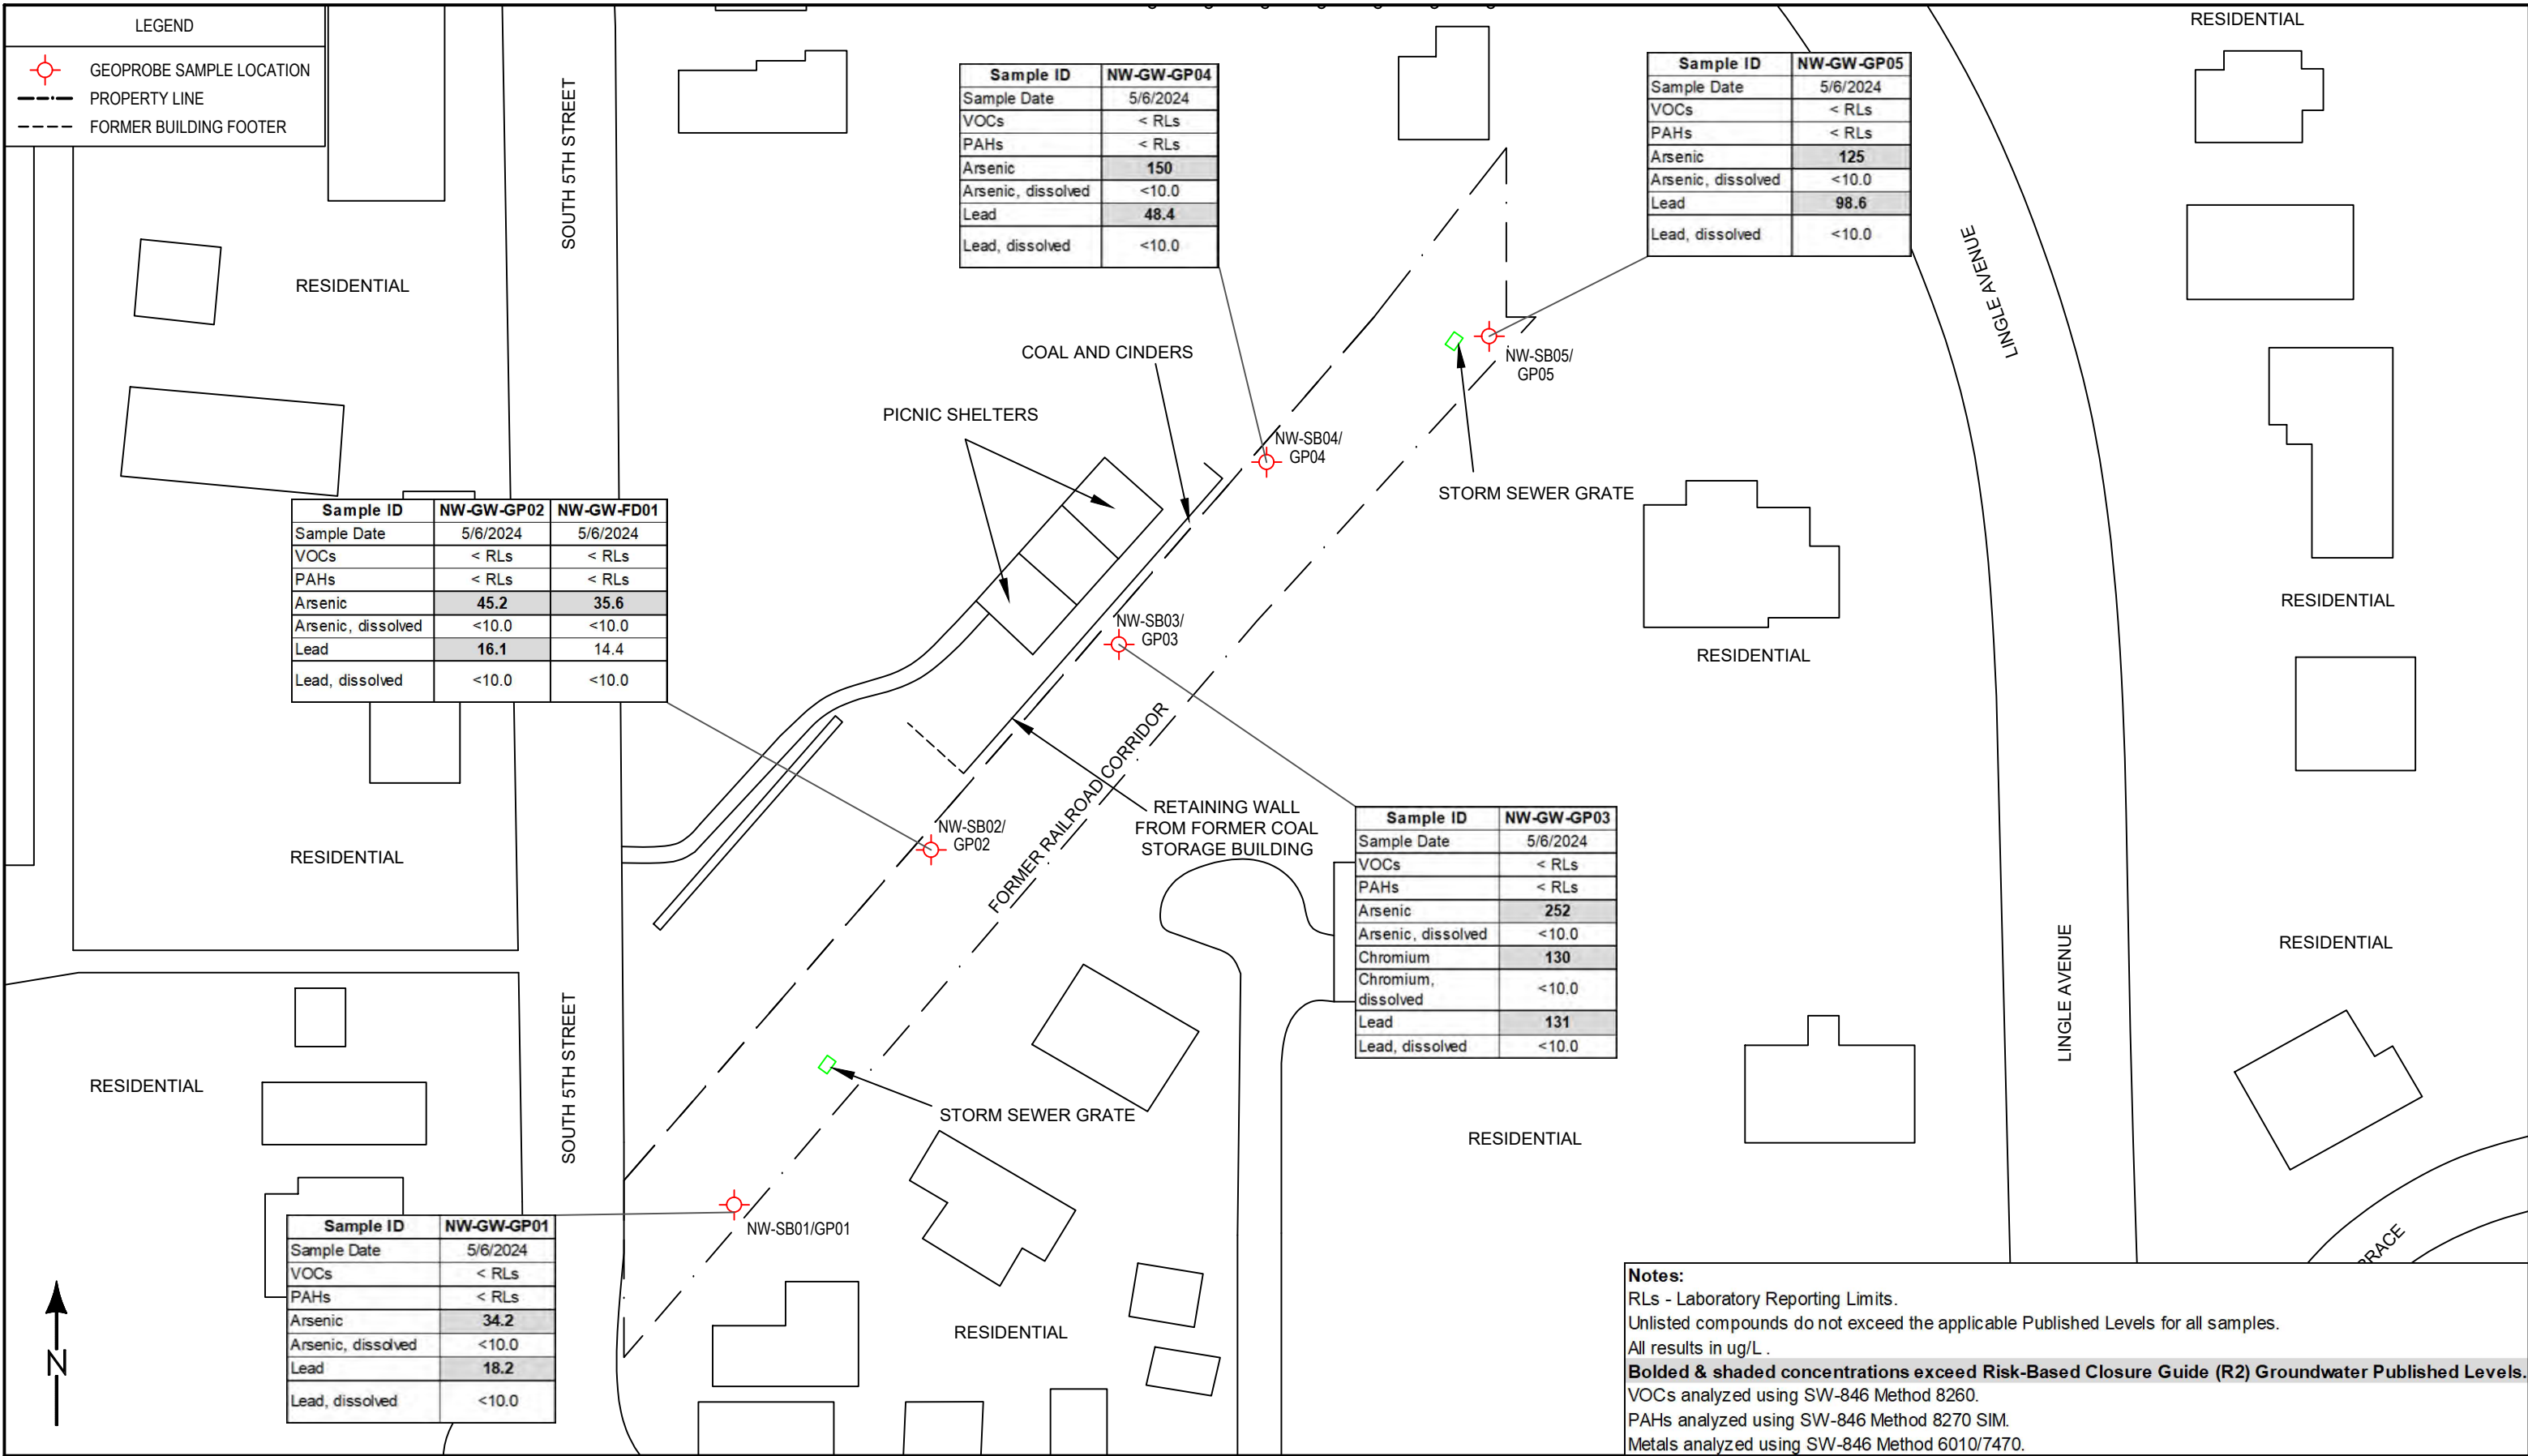 LEGEND
GEOPROBE SAMPLE LOCATION
PROPERTY LINE
FORMER BUILDING FOOTER
SOUTH 5TH STREET
RESIDENTIAL
Sample ID NW-GW-GP04
Sample Date 5/6/2024
VOCs < RLs
PAHs < RLs
Arsenic 150
Arsenic, dissolved <10.0
Lead 48.4
Lead, dissolved <10.0
Sample ID NW-GW-GP05
Sample Date 5/6/2024
VOCs < RLs
PAHs < RLs
Arsenic 125
Arsenic, dissolved <10.0
Lead 98.6
Lead, dissolved <10.0
RESIDENTIAL
LINGLE AVENUE
COAL AND CINDERS
PICNIC SHELTERS
NW-SB05/
GP05
NW-SB04/
GP04
STORM SEWER GRATE
Sample ID NW-GW-GP02 NW-GW-FD01
Sample Date 5/6/2024 5/6/2024
VOCs < RLs < RLs
PAHs < RLs < RLs
Arsenic 45.2 35.6
Arsenic, dissolved <10.0 <10.0
Lead 16.1 14.4
Lead, dissolved <10.0 <10.0
NW-SB03/
GP03
RESIDENTIAL
RESIDENTIAL
FORMER RAILROAD CORRIDOR
RETAINING WALL
FROM FORMER COAL
STORAGE BUILDING
NW-SB02/
GP02
RESIDENTIAL
Sample ID NW-GW-GP03
Sample Date 5/6/2024
VOCs < RLs
PAHs < RLs
Arsenic 252
Arsenic, dissolved <10.0
Chromium 130
Chromium,
dissolved <10.0
Lead 131
Lead, dissolved <10.0
RESIDENTIAL
LINGLE AVENUE
SOUTH 5TH STREET
RESIDENTIAL
STORM SEWER GRATE
RESIDENTIAL
NW-SB01/GP01
Sample ID NW-GW-GP01
Sample Date 5/6/2024
VOCs < RLs
PAHs < RLs
Arsenic 34.2
Arsenic, dissolved <10.0
Lead 18.2
Lead, dissolved <10.0
N
RESIDENTIAL
Notes:
RLs - Laboratory Reporting Limits.
Unlisted compounds do not exceed the applicable Published Levels for all samples.
All results in ug/L .
Bolded & shaded concentrations exceed Risk-Based Closure Guide (R2) Groundwater Published Levels.
VOCs analyzed using SW-846 Method 8260.
PAHs analyzed using SW-846 Method 8270 SIM.
Metals analyzed using SW-846 Method 6010/7470.